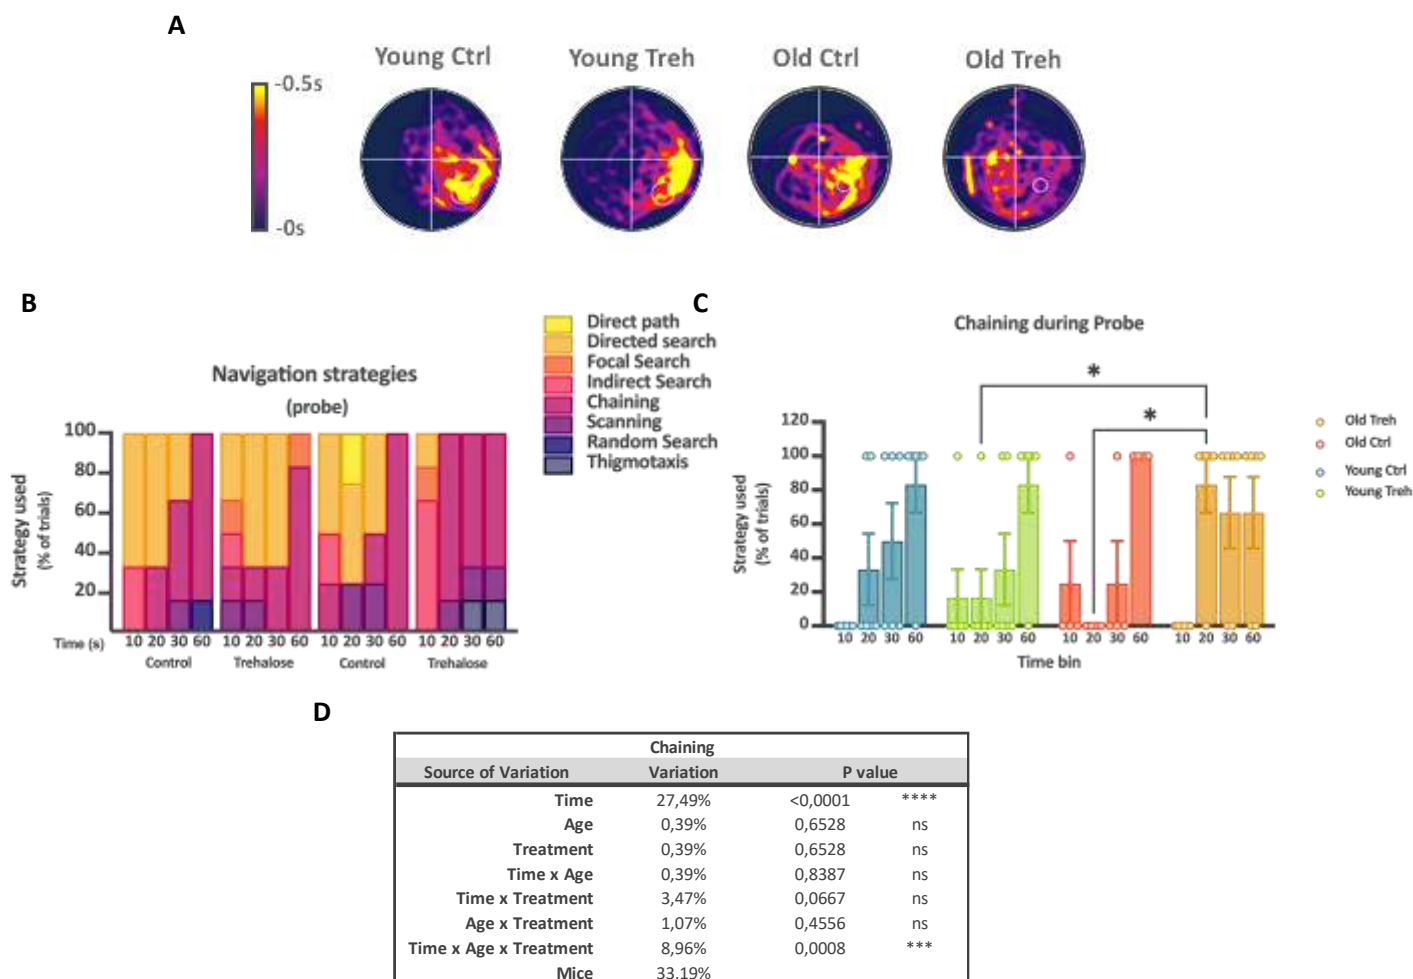 A
Young Ctrl
Young Treh
Old Ctrl
Old Treh
-0.5s
-0s
B
Navigation strategies
(probe)
Strategy used
(% of trials)
100
80
60
40
20
Time (s)
10 20 30 60
10 20 30 60
10 20 30 60
10 20 30 60
Control
Trehalose
Control
Trehalose
Direct path
Directed search
Focal Search
Indirect Search
Chaining
Scanning
Random Search
Thigmotaxis
C
Chaining during Probe
*
*
Strategy used
(% of trials)
120
100
80
60
40
20
0
10 20 30 60
10 20 30 60
10 20 30 60
10 20 30 60
Time bin
Old Treh
Old Ctrl
Young Ctrl
Young Treh
D
Chaining
Source of Variation Variation P value
Time 27,49% <0,0001 ****
Age 0,39% 0,6528 ns
Treatment 0,39% 0,6528 ns
Time x Age 0,39% 0,8387 ns
Time x Treatment 3,47% 0,0667 ns
Age x Treatment 1,07% 0,4556 ns
Time x Age x Treatment 8,96% 0,0008 ***
Mice 33,19%